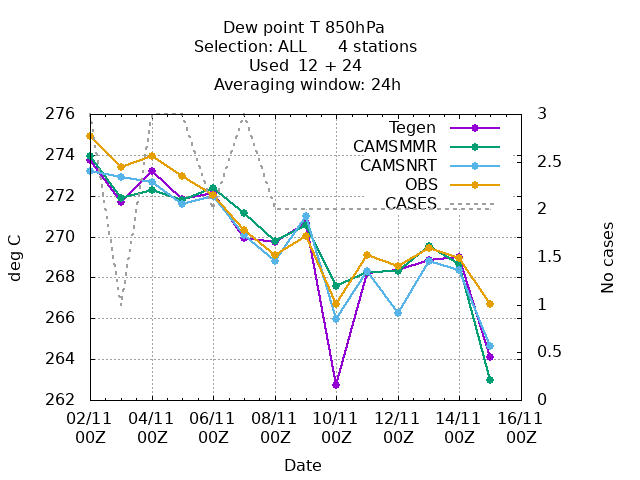 Dew point T 850hPa
Selection: ALL 4 stations
Used 12 + 24
Averaging window: 24h
276
274
272
270
268
266
264
262
deg C
3
2.5
2
1.5
1
0.5
0
No cases
Tegen
CAMSMMR
CAMSNRT
OBS
CASES
02/11 04/11 06/11 08/11 10/11 12/11 14/11 16/11
00Z 00Z 00Z 00Z 00Z 00Z 00Z 00Z
Date